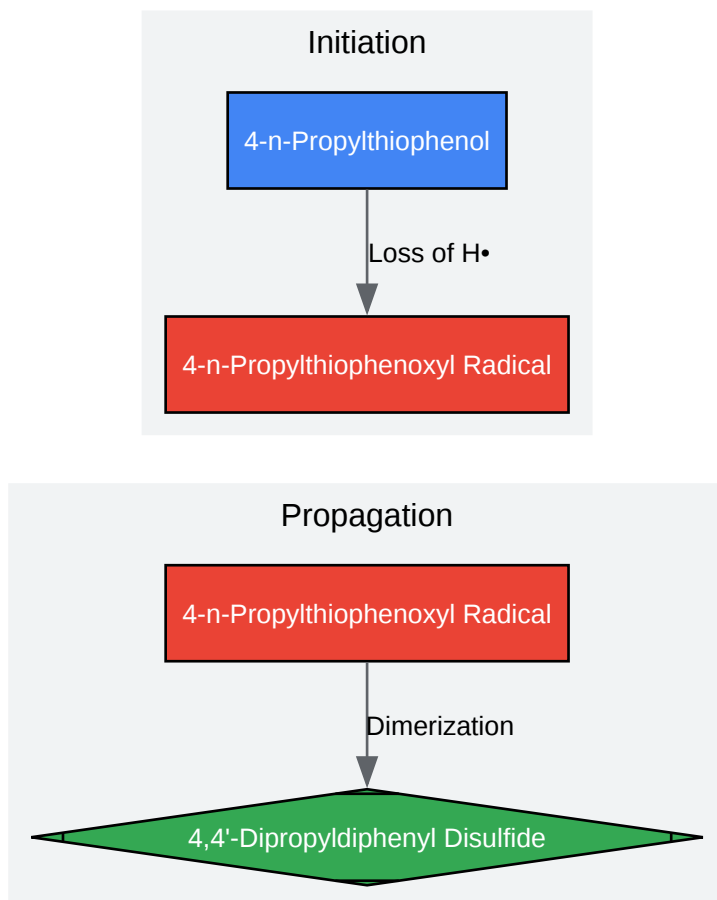 Initiation
4-n-Propylthiophenol
Loss of H•
4-n-Propylthiophenoxyl Radical
Propagation
4-n-Propylthiophenoxyl Radical
Dimerization
4,4'-Dipropyldiphenyl Disulfide